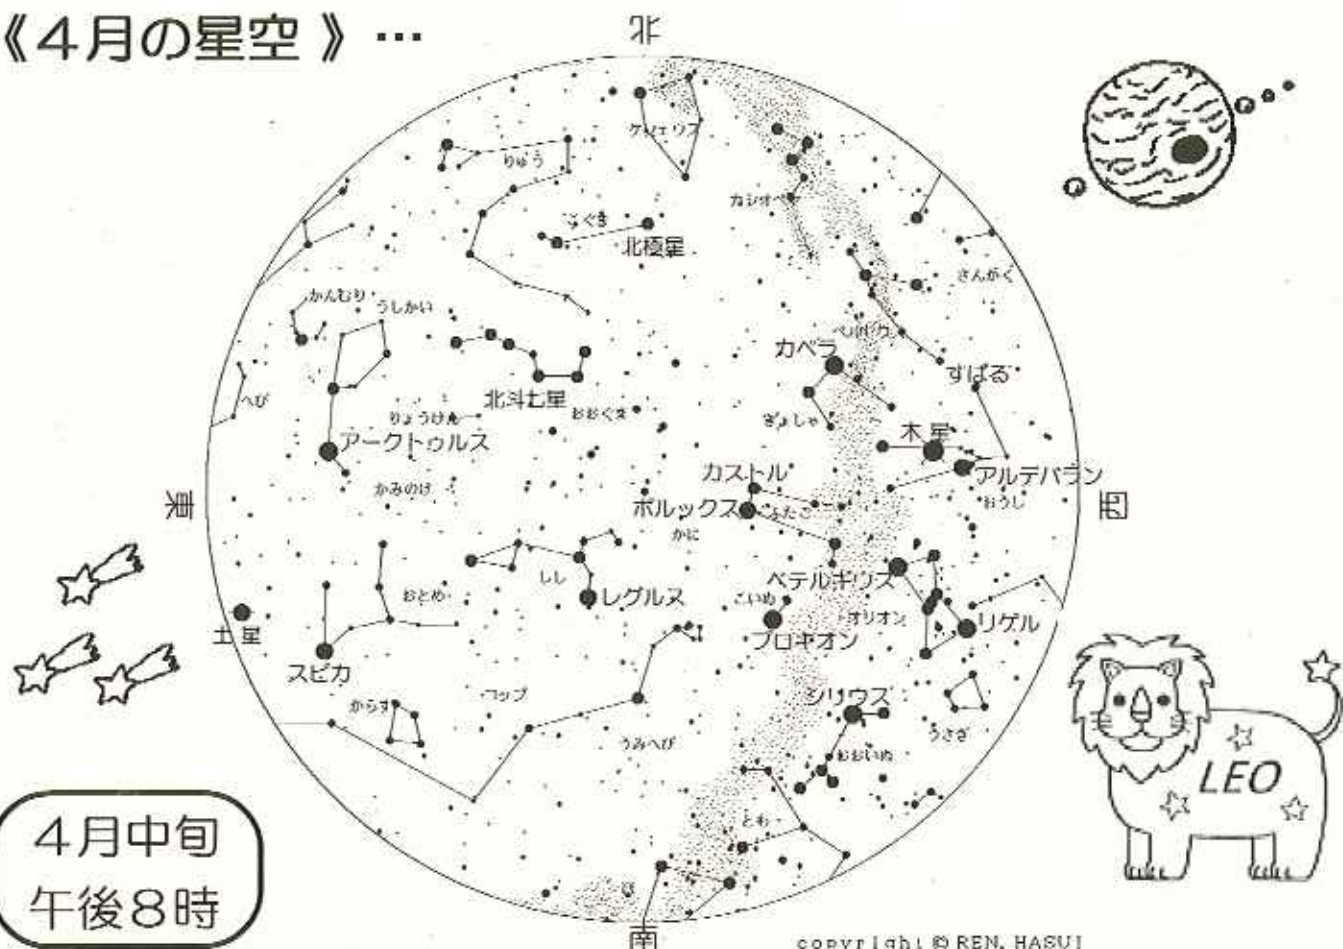 《４月の星空 》…
北
ケフェウス
りゅう
カシオペヤ
こぐま
北極星
さんかく
かんむり
うしかい
カペラ
すばる
北斗七星
へび
りょうけん
おおぐま
ぎょしゃ
木星
アークトゥルス
カストル
アルデバラン
かみのけ
ポルックス
ふたご
おうし
東
西
かに
しし
ベテルギウス
おとめ
レグルス
こいぬ
オリオン
リゲル
土星
プロキオン
スピカ
コップ
シリウス
からす
うさぎ
うみへび
おおいぬ
LEO
とも
４月中旬
午後８時
南
copyright © REN. HASUI